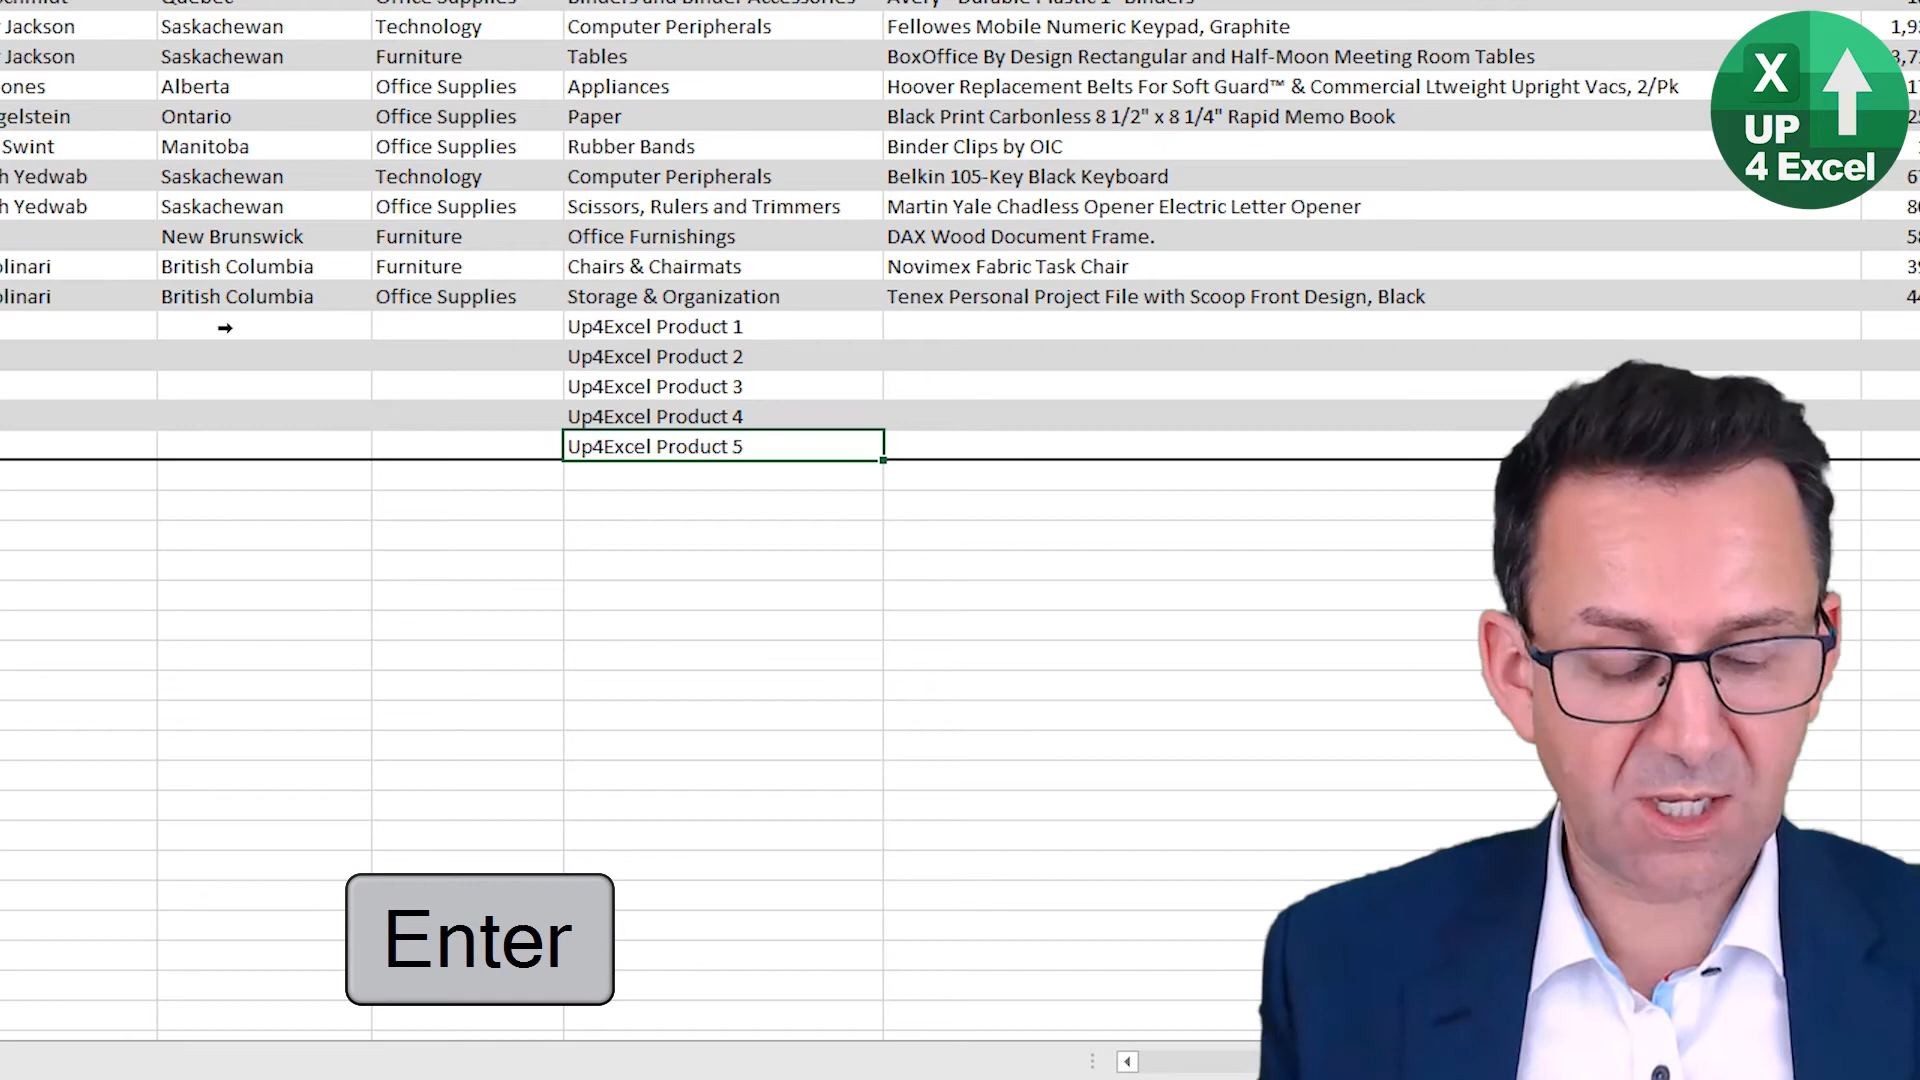 Jackson Saskachewan Technology Computer Peripherals Fellowes Mobile Numeric Keypad, Graphite
Jackson Saskachewan Furniture Tables BoxOffice By Design Rectangular and Half-Moon Meeting Room Tables
Alberta Office Supplies Appliances Hoover Replacement Belts For Soft Guard™ & Commercial Ltweight Upright Vacs, 2/Pk
Ontario Office Supplies Paper Black Print Carbonless 8 1/2" x 8 1/4" Rapid Memo Book
Swint Manitoba Office Supplies Rubber Bands Binder Clips by OIC
Yedwab Saskachewan Technology Computer Peripherals Belkin 105-Key Black Keyboard
Yedwab Saskachewan Office Supplies Scissors, Rulers and Trimmers Martin Yale Chadless Opener Electric Letter Opener
New Brunswick Furniture Office Furnishings DAX Wood Document Frame.
British Columbia Furniture Chairs & Chairmats Novimex Fabric Task Chair
British Columbia Office Supplies Storage & Organization Tenex Personal Project File with Scoop Front Design, Black
Up4Excel Product 1
Up4Excel Product 2
Up4Excel Product 3
Up4Excel Product 4
Up4Excel Product 5
X
UP
4 Excel
Enter